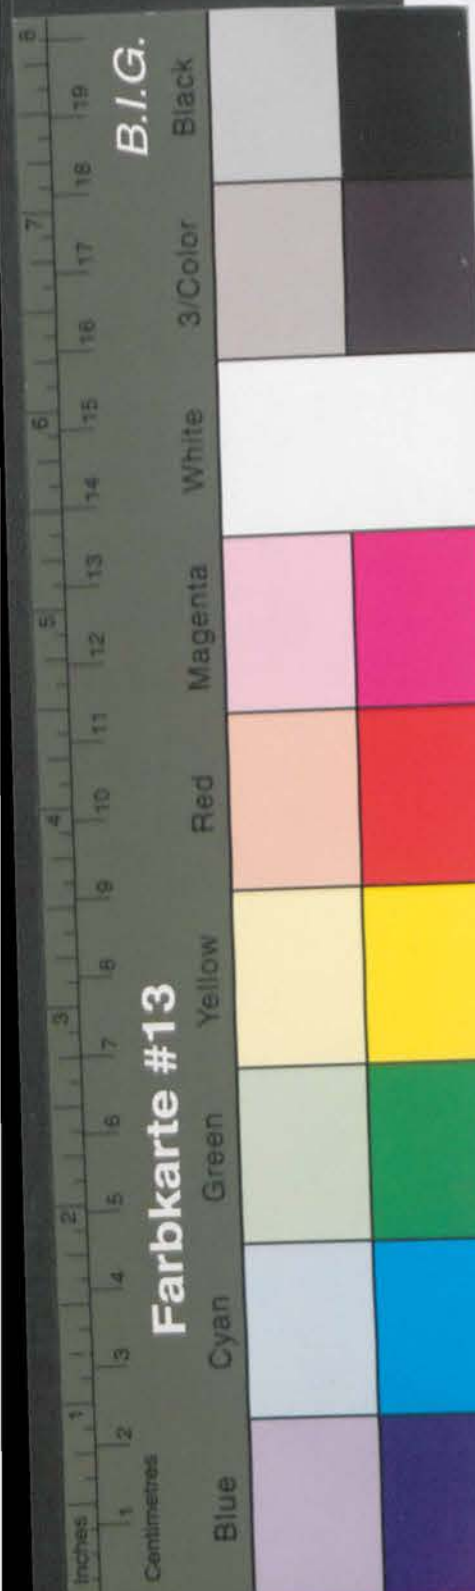 Inches 1 2 3 4 5 6 7 8
Centimetres 1 2 3 4 5 6 7 8 9 10 11 12 13 14 15 16 17 18 19
Farbkarte #13 B.I.G.
Blue Cyan Green Yellow Red Magenta White 3/Color Black